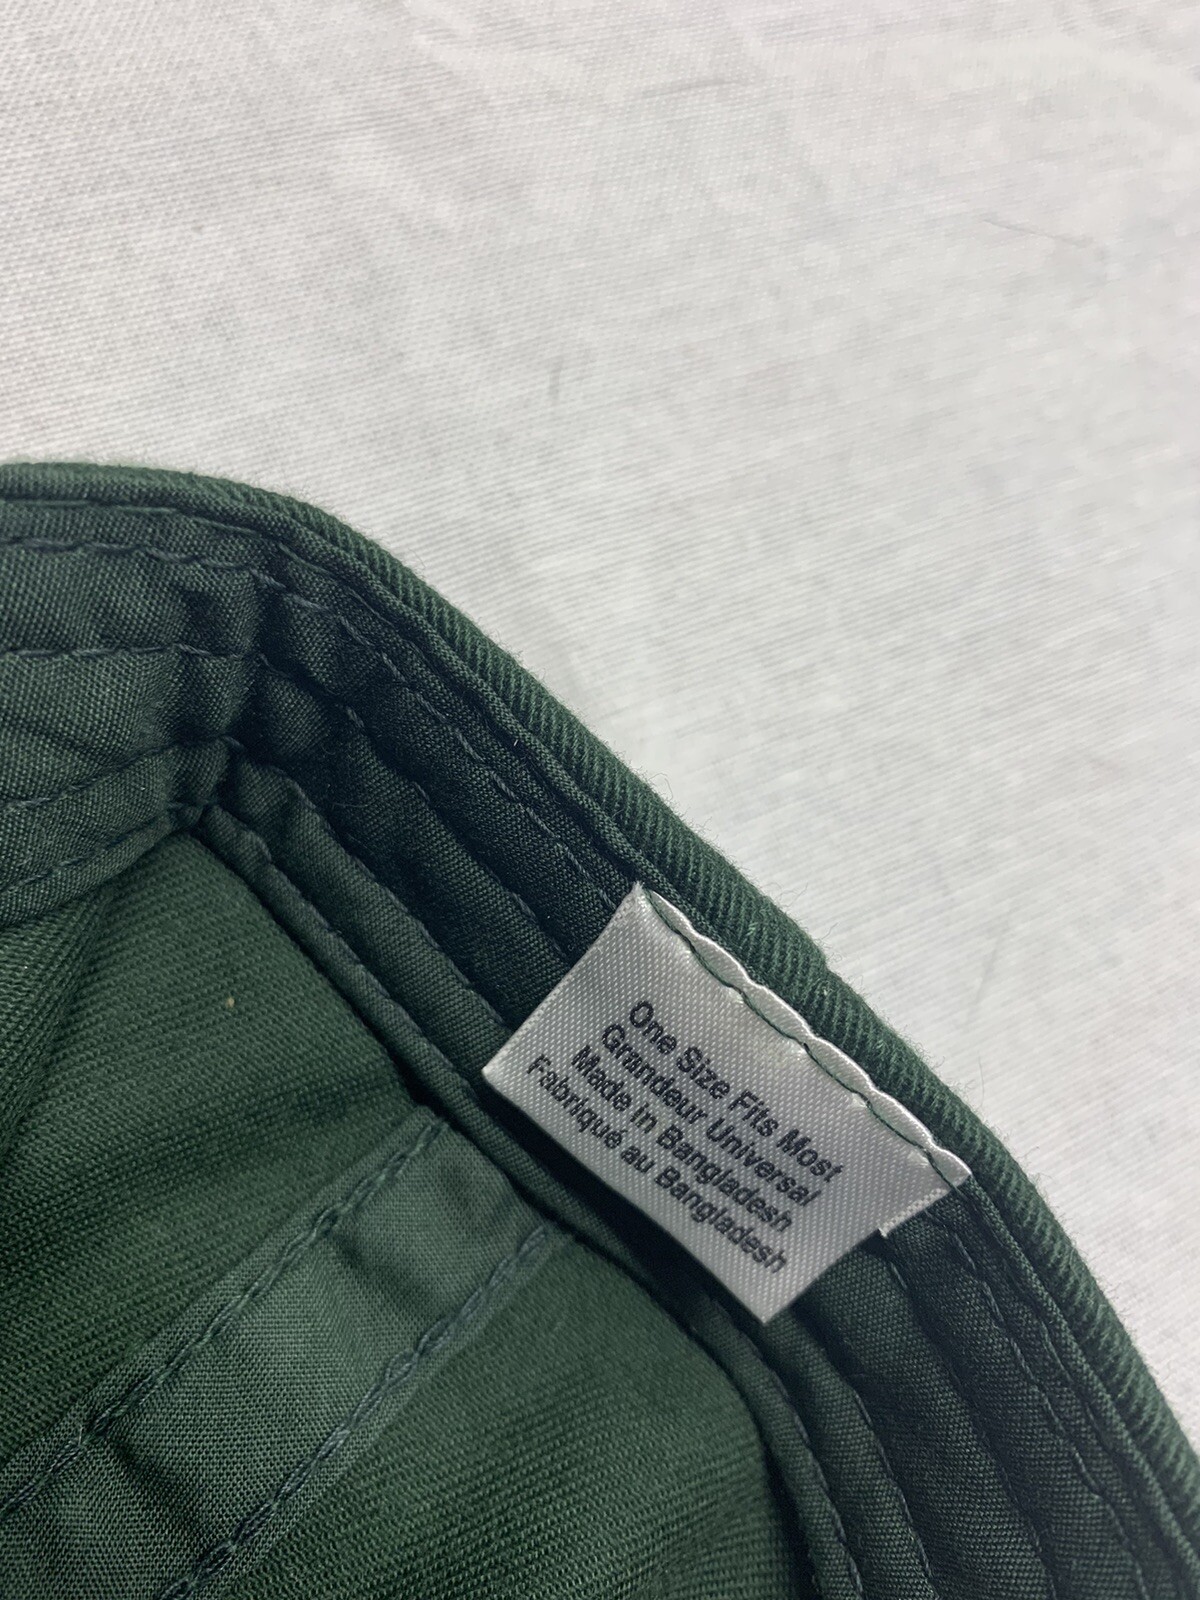 One Size Fits Most
Grandeur Universal
Made In Bangladesh
Fabriqué au Bangladesh